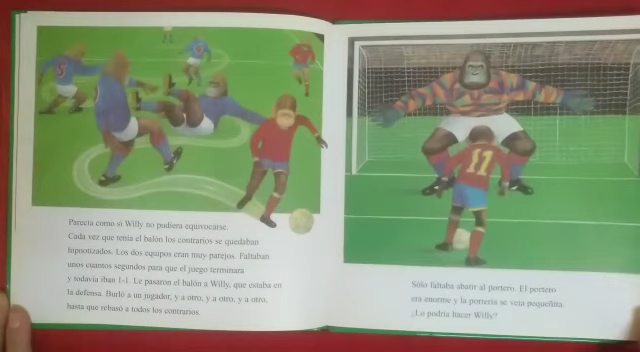 Parecía como si Willy no pudiera equivocarse.
Cada vez que tenía el balón los contrarios se quedaban
hipnotizados. Los dos equipos eran muy parejos. Faltaban
unos cuantos segundos para que el juego terminara
y todavía iban 1-1. Le pasaron el balón a Willy, que estaba en
la defensa. Burló a un jugador, y a otro, y a otro, y a otro,
hasta que rebasó a todos los contrarios.
11
Sólo faltaba abatir al portero. El portero
era enorme y la portería se veía pequeñita.
¿Lo podría hacer Willy?